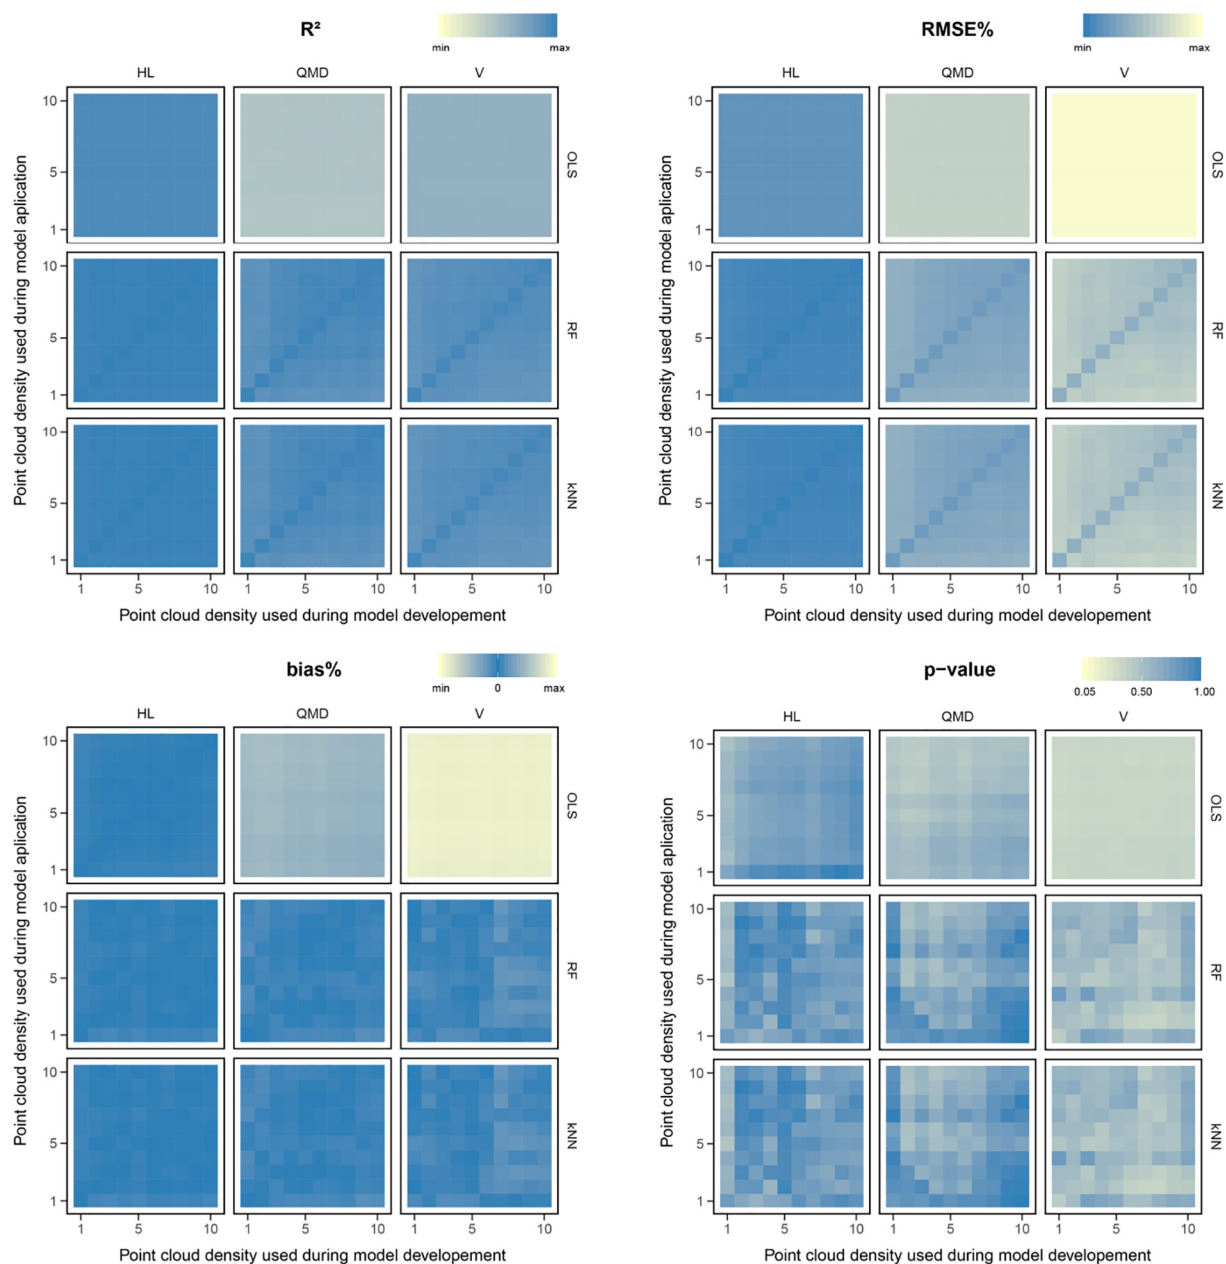 R²
min max
HL QMD V
Point cloud density used during model aplication
10
5
1
OLS
10
5
1
RF
10
5
1
kNN
1 5 10 1 5 10 1 5 10
Point cloud density used during model developement
RMSE%
min max
HL QMD V
Point cloud density used during model aplication
10
5
1
OLS
10
5
1
RF
10
5
1
kNN
1 5 10 1 5 10 1 5 10
Point cloud density used during model developement
bias%
min 0 max
HL QMD V
Point cloud density used during model aplication
10
5
1
OLS
10
5
1
RF
10
5
1
kNN
1 5 10 1 5 10 1 5 10
Point cloud density used during model developement
p−value
0.05 0.50 1.00
HL QMD V
Point cloud density used during model aplication
10
5
1
OLS
10
5
1
RF
10
5
1
kNN
1 5 10 1 5 10 1 5 10
Point cloud density used during model developement